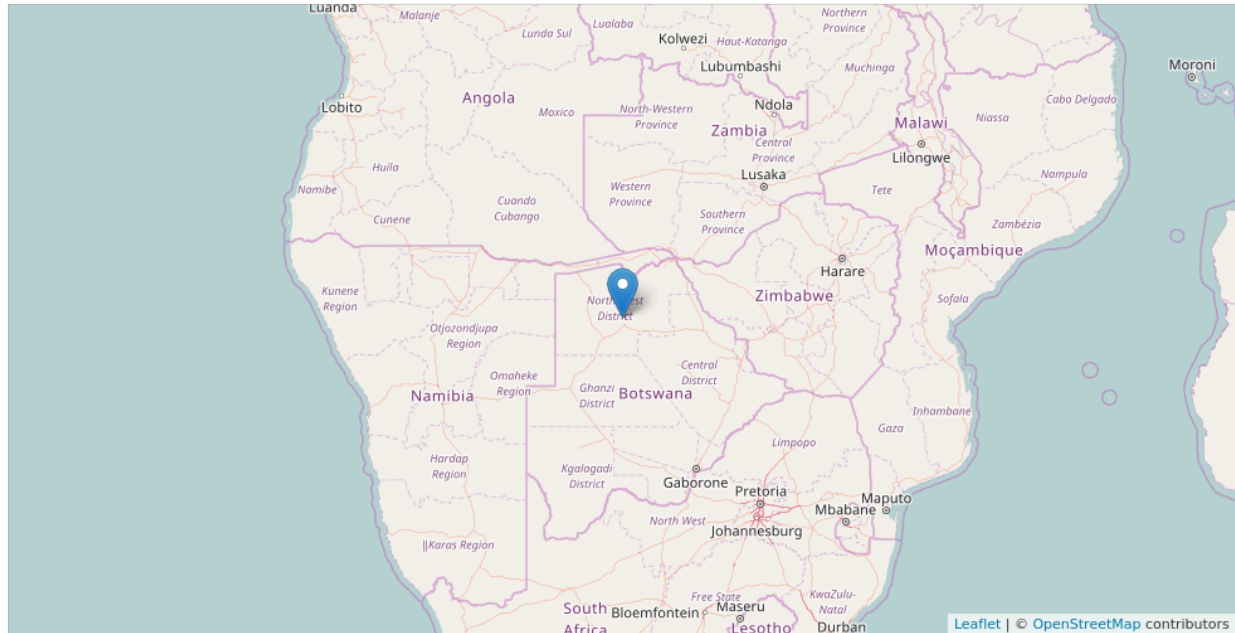 Luanda
Malanje
Lualaba
Northern
Province
Kolwezi
Haut-Katanga
Lunda Sul
Moroni
Lubumbashi
Muchinga
Lobito
Angola
Moxico
North-Western
Province
Ndola
Cabo Delgado
Malawi
Niassa
Zambia
Central
Province
Lilongwe
Huíla
Lusaka
Nampula
Namibe
Western
Province
Tete
Cuando
Cubango
Cunene
Southern
Province
Zambézia
Moçambique
Harare
Kunene
Region
North-West
District
Zimbabwe
Sofala
Otjozondjupa
Region
Omaheke
Region
Central
District
Ghanzi
District
Botswana
Namibia
Inhambane
Gaza
Limpopo
Hardap
Region
Kgalagadi
District
Gaborone
Pretoria
Maputo
Mbabane
North West
Johannesburg
ǁKaras Region
Free State
KwaZulu-
Natal
South
Africa
Bloemfontein
Maseru
Lesotho
Durban
Leaflet | © OpenStreetMap contributors